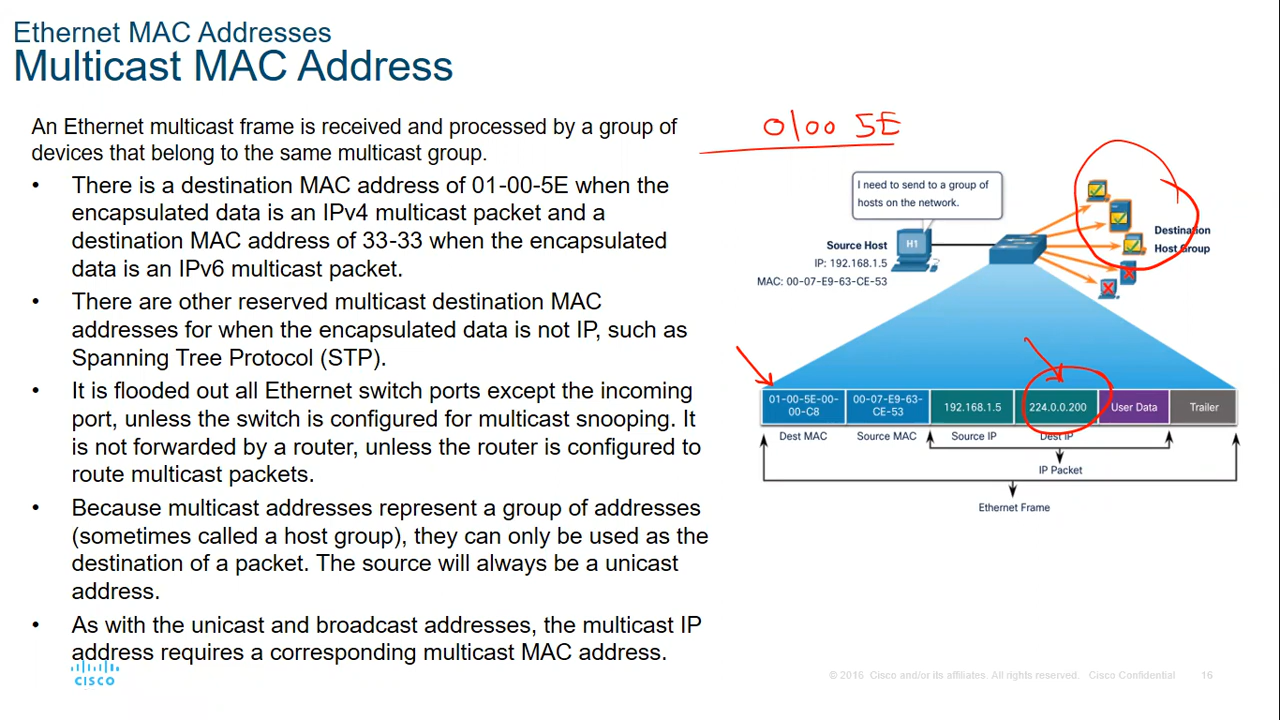 Ethernet MAC Addresses
Multicast MAC Address
An Ethernet multicast frame is received and processed by a group of
devices that belong to the same multicast group.
• There is a destination MAC address of 01-00-5E when the
encapsulated data is an IPv4 multicast packet and a
destination MAC address of 33-33 when the encapsulated
data is an IPv6 multicast packet.
• There are other reserved multicast destination MAC
addresses for when the encapsulated data is not IP, such as
Spanning Tree Protocol (STP).
• It is flooded out all Ethernet switch ports except the incoming
port, unless the switch is configured for multicast snooping. It
is not forwarded by a router, unless the router is configured to
route multicast packets.
• Because multicast addresses represent a group of addresses
(sometimes called a host group), they can only be used as the
destination of a packet. The source will always be a unicast
address.
• As with the unicast and broadcast addresses, the multicast IP
address requires a corresponding multicast MAC address.
0100 5E
I need to send to a group of
hosts on the network.
H1
Source Host
IP: 192.168.1.5
MAC: 00-07-E9-63-CE-53
Destination
Host Group
01-00-5E-00-
00-C8
00-07-E9-63-
CE-53
192.168.1.5
224.0.0.200
User Data
Trailer
Dest MAC
Source MAC
Source IP
Dest IP
IP Packet
Ethernet Frame
CISCO
© 2016 Cisco and/or its affiliates. All rights reserved. Cisco Confidential
16